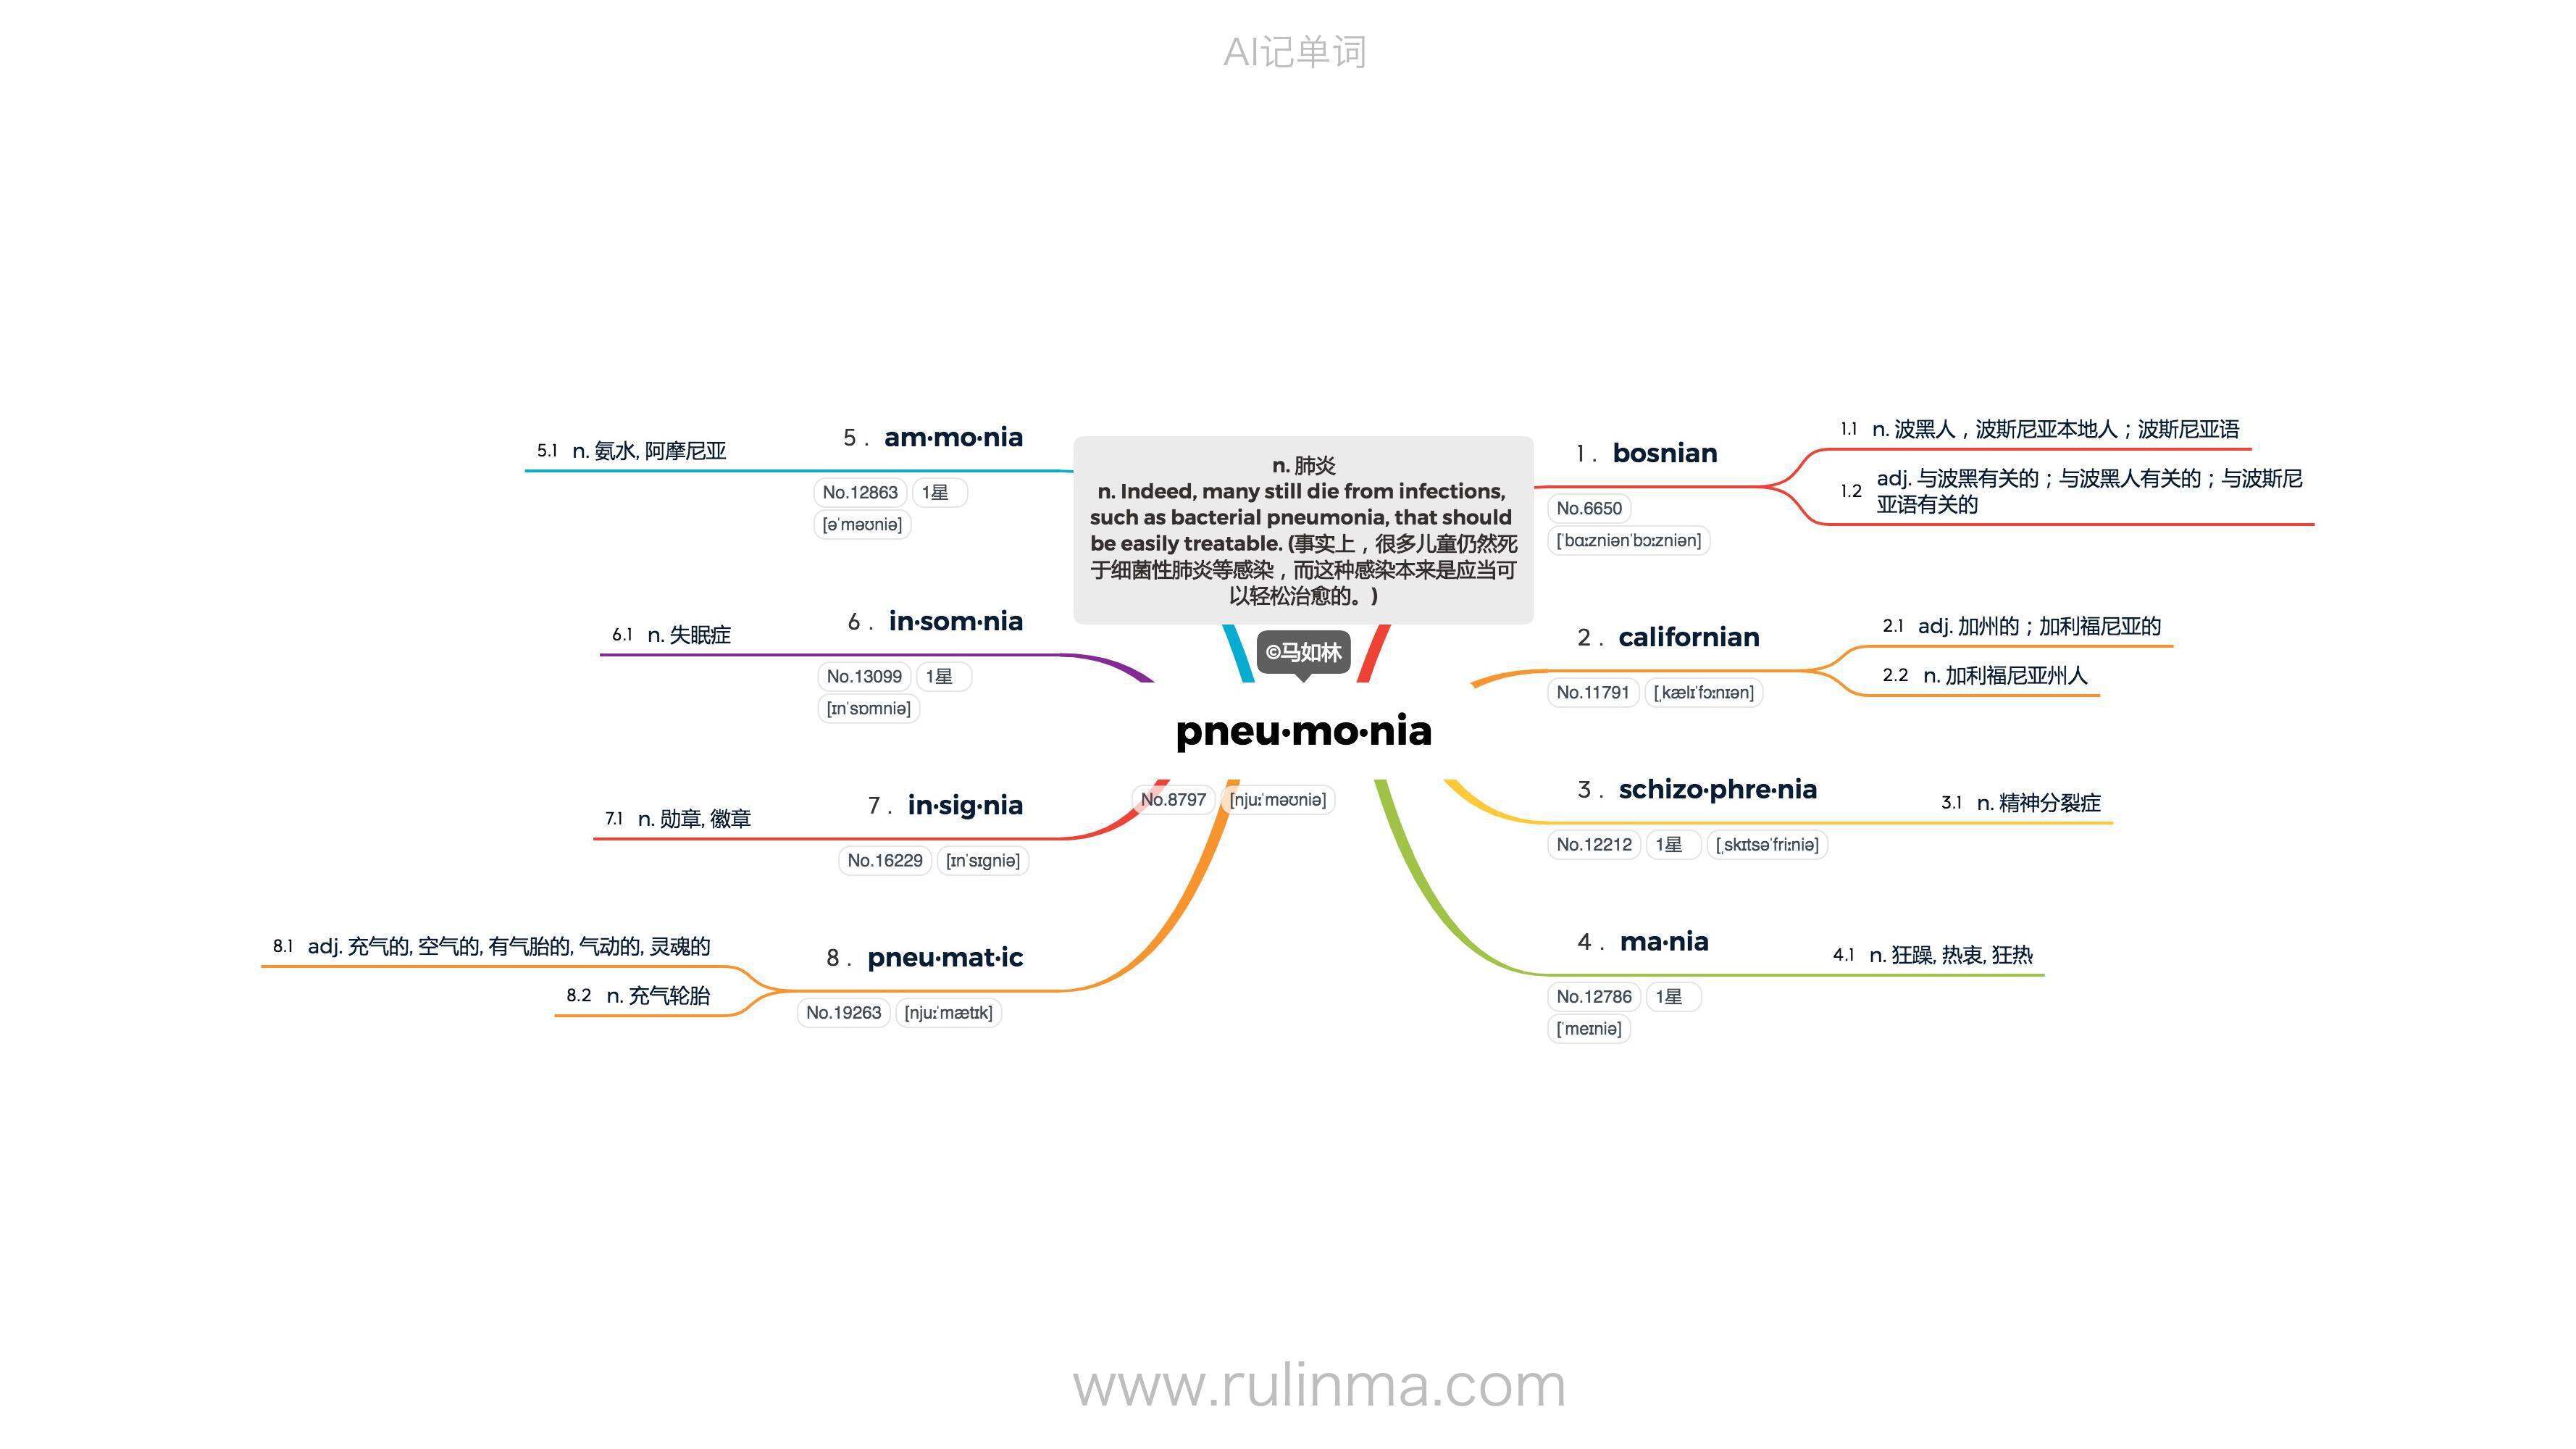 AI记单词
n. 肺炎
n. Indeed, many still die from infections,
such as bacterial pneumonia, that should
be easily treatable. (事实上，很多儿童仍然死
于细菌性肺炎等感染，而这种感染本来是应当可
以轻松治愈的。)
©马如林
pneu·mo·nia
No.8797 [njuːˈməʊniə]
1 . bosnian
No.6650
[ˈbɑːzniənˈbɔːzniən]
1.1 n. 波黑人，波斯尼亚本地人；波斯尼亚语
1.2 adj. 与波黑有关的；与波黑人有关的；与波斯尼
亚语有关的
2 . californian
No.11791 [ˌkælɪˈfɔːnɪən]
2.1 adj. 加州的；加利福尼亚的
2.2 n. 加利福尼亚州人
3 . schizo·phre·nia
No.12212 1星 [ˌskɪtsəˈfriːniə]
3.1 n. 精神分裂症
4 . ma·nia
No.12786 1星
[ˈmeɪniə]
4.1 n. 狂躁, 热衷, 狂热
5 . am·mo·nia
No.12863 1星
[əˈməʊniə]
5.1 n. 氨水, 阿摩尼亚
6 . in·som·nia
No.13099 1星
[ɪnˈsɒmniə]
6.1 n. 失眠症
7 . in·sig·nia
No.16229 [ɪnˈsɪgniə]
7.1 n. 勋章, 徽章
8 . pneu·mat·ic
No.19263 [njuːˈmætɪk]
8.1 adj. 充气的, 空气的, 有气胎的, 气动的, 灵魂的
8.2 n. 充气轮胎
www.rulinma.com